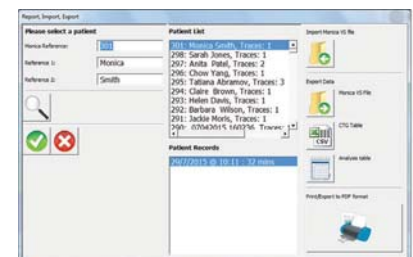 Report, Import, Export
Please select a patient
Monica Reference:
301
Reference 1:
Monica
Reference 2:
Smith
Patient List
301: Monica Smith, Traces: 1
298: Sarah Jones, Traces: 1
297: Anita Patel, Traces: 2
296: Chow Yang, Traces: 1
295: Tatiana Abramov, Traces: 3
294: Claire Brown, Traces: 1
293: Helen Davis, Traces: 1
292: Barbara Wilson, Traces: 1
291: Jackie Moris, Traces: 1
290: 07042015 160236 Traces:
Patient Records
29/7/2015 @ 10:11 : 32 mins
Import Monica VS file
Export Data
Monica VS File
CTG Table
CSV
Analysis table
Print/Export to PDF format